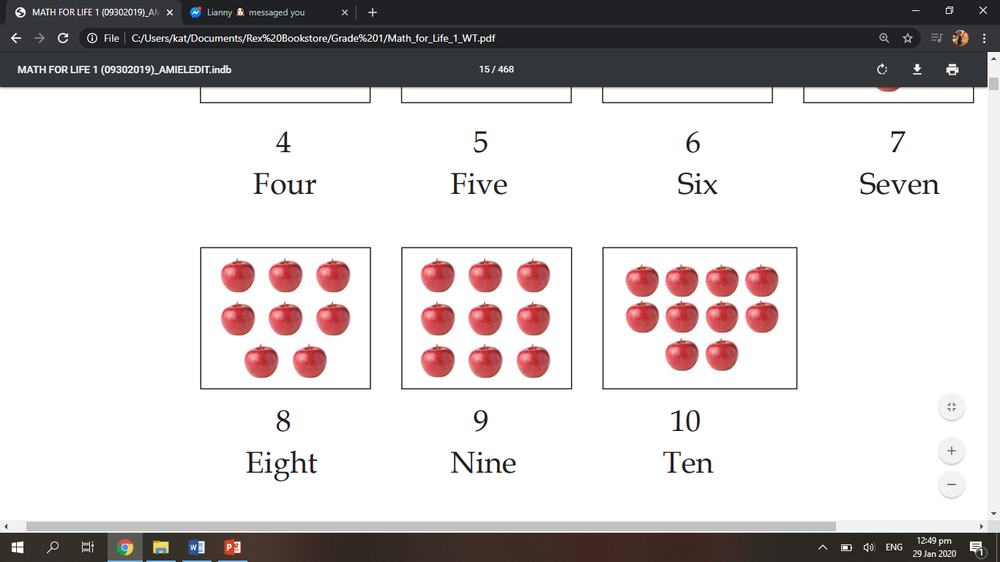 MATH FOR LIFE 1 (09302019)_AM
Lianny messaged you
File C:/Users/kat/Documents/Rex%20Bookstore/Grade%201/Math_for_Life_1_WT.pdf
MATH FOR LIFE 1 (09302019)_AMIELEDIT.indb 15 / 468
4 5 6 7
Four Five Six Seven
8 9 10
Eight Nine Ten
ENG 12:49 pm
29 Jan 2020 1